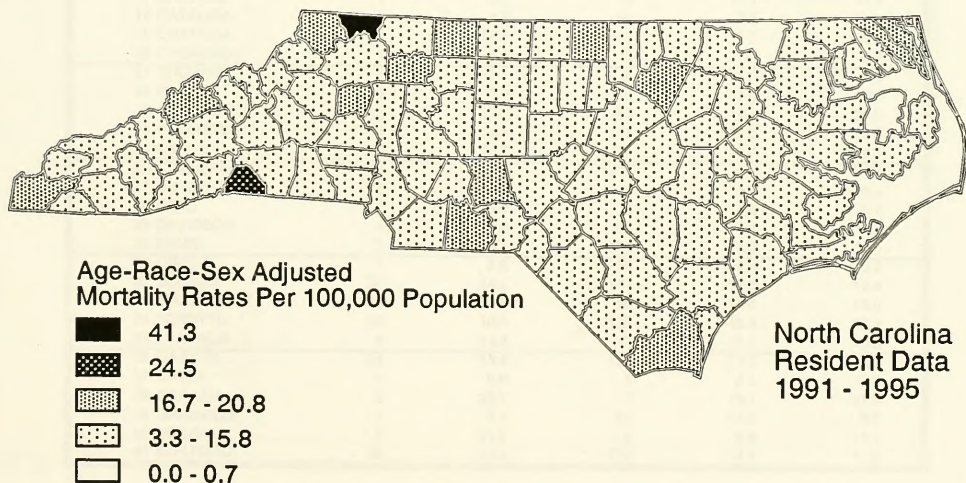 Age-Race-Sex Adjusted
Mortality Rates Per 100,000 Population
41.3
24.5
16.7 - 20.8
3.3 - 15.8
0.0 - 0.7
North Carolina
Resident Data
1991 - 1995